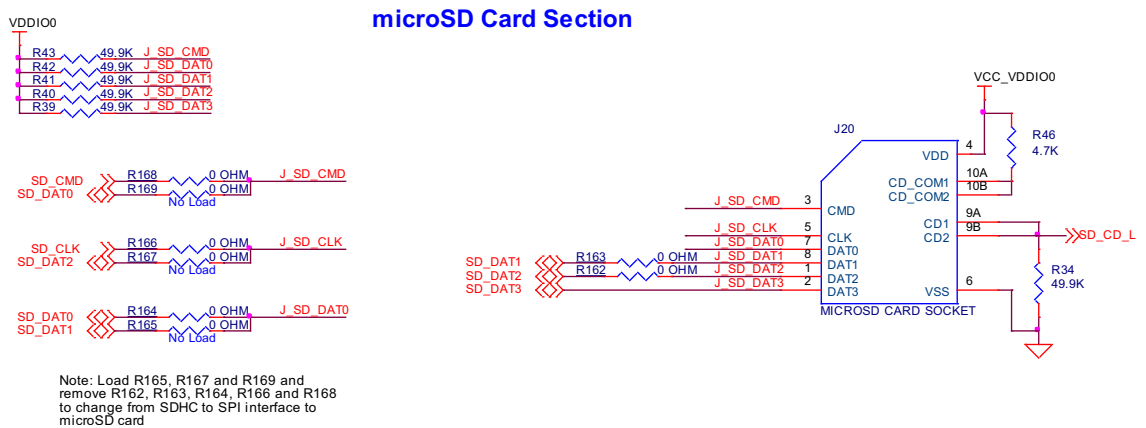 microSD Card Section
VDDIO0
R43 49.9K J_SD_CMD
R42 49.9K J_SD_DAT0
R41 49.9K J_SD_DAT1
R40 49.9K J_SD_DAT2
R39 49.9K J_SD_DAT3
SD_CMD R168 0 OHM J_SD_CMD
SD_DAT0 R169 0 OHM
No Load
SD_CLK R166 0 OHM J_SD_CLK
SD_DAT2 R167 0 OHM
No Load
SD_DAT0 R164 0 OHM J_SD_DAT0
SD_DAT1 R165 0 OHM
No Load
Note: Load R165, R167 and R169 and
remove R162, R163, R164, R166 and R168
to change from SDHC to SPI interface to
microSD card
VCC_VDDIO0
J20
R46
4.7K
VDD 4
CD_COM1 10A
CD_COM2 10B
J_SD_CMD 3 CMD
CD1 9A
J_SD_CLK 5 CLK
CD2 9B SD_CD_L
J_SD_DAT0 7 DAT0
SD_DAT1 R163 0 OHM J_SD_DAT1 8 DAT1
SD_DAT2 R162 0 OHM J_SD_DAT2 1 DAT2
SD_DAT3 J_SD_DAT3 2 DAT3
VSS 6
R34
49.9K
MICROSD CARD SOCKET